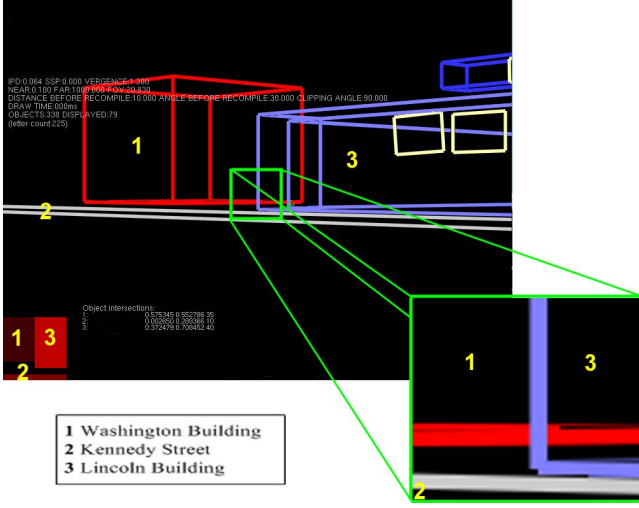 IPD:0.064 SSP:0.000 VERGENCE:1.300
NEAR:0.100 FAR:1000.000 FOV:20.830
DISTANCE BEFORE RECOMPILE:10.000 ANGLE BEFORE RECOMPILE:30.000 CLIPPING ANGLE:90.000
DRAW TIME:000ms
OBJECTS:338 DISPLAYED:79
(letter count:225)
1
3
2
Object intersections:
1: 0.575345 0.552786 35
2: 0.002650 0.289366 10
3: 0.372479 0.708452 40
1 3
2
1 3
2
1 Washington Building
2 Kennedy Street
3 Lincoln Building